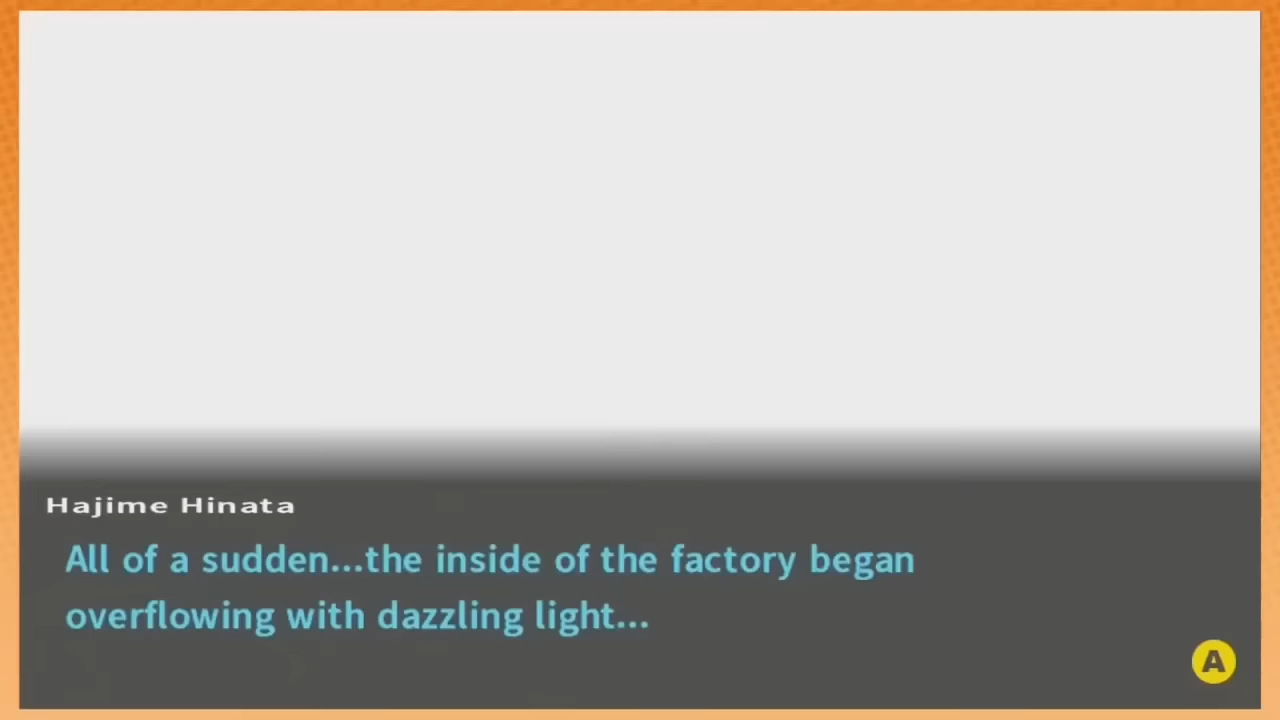 Hajime Hinata
All of a sudden...the inside of the factory began
overflowing with dazzling light...
A